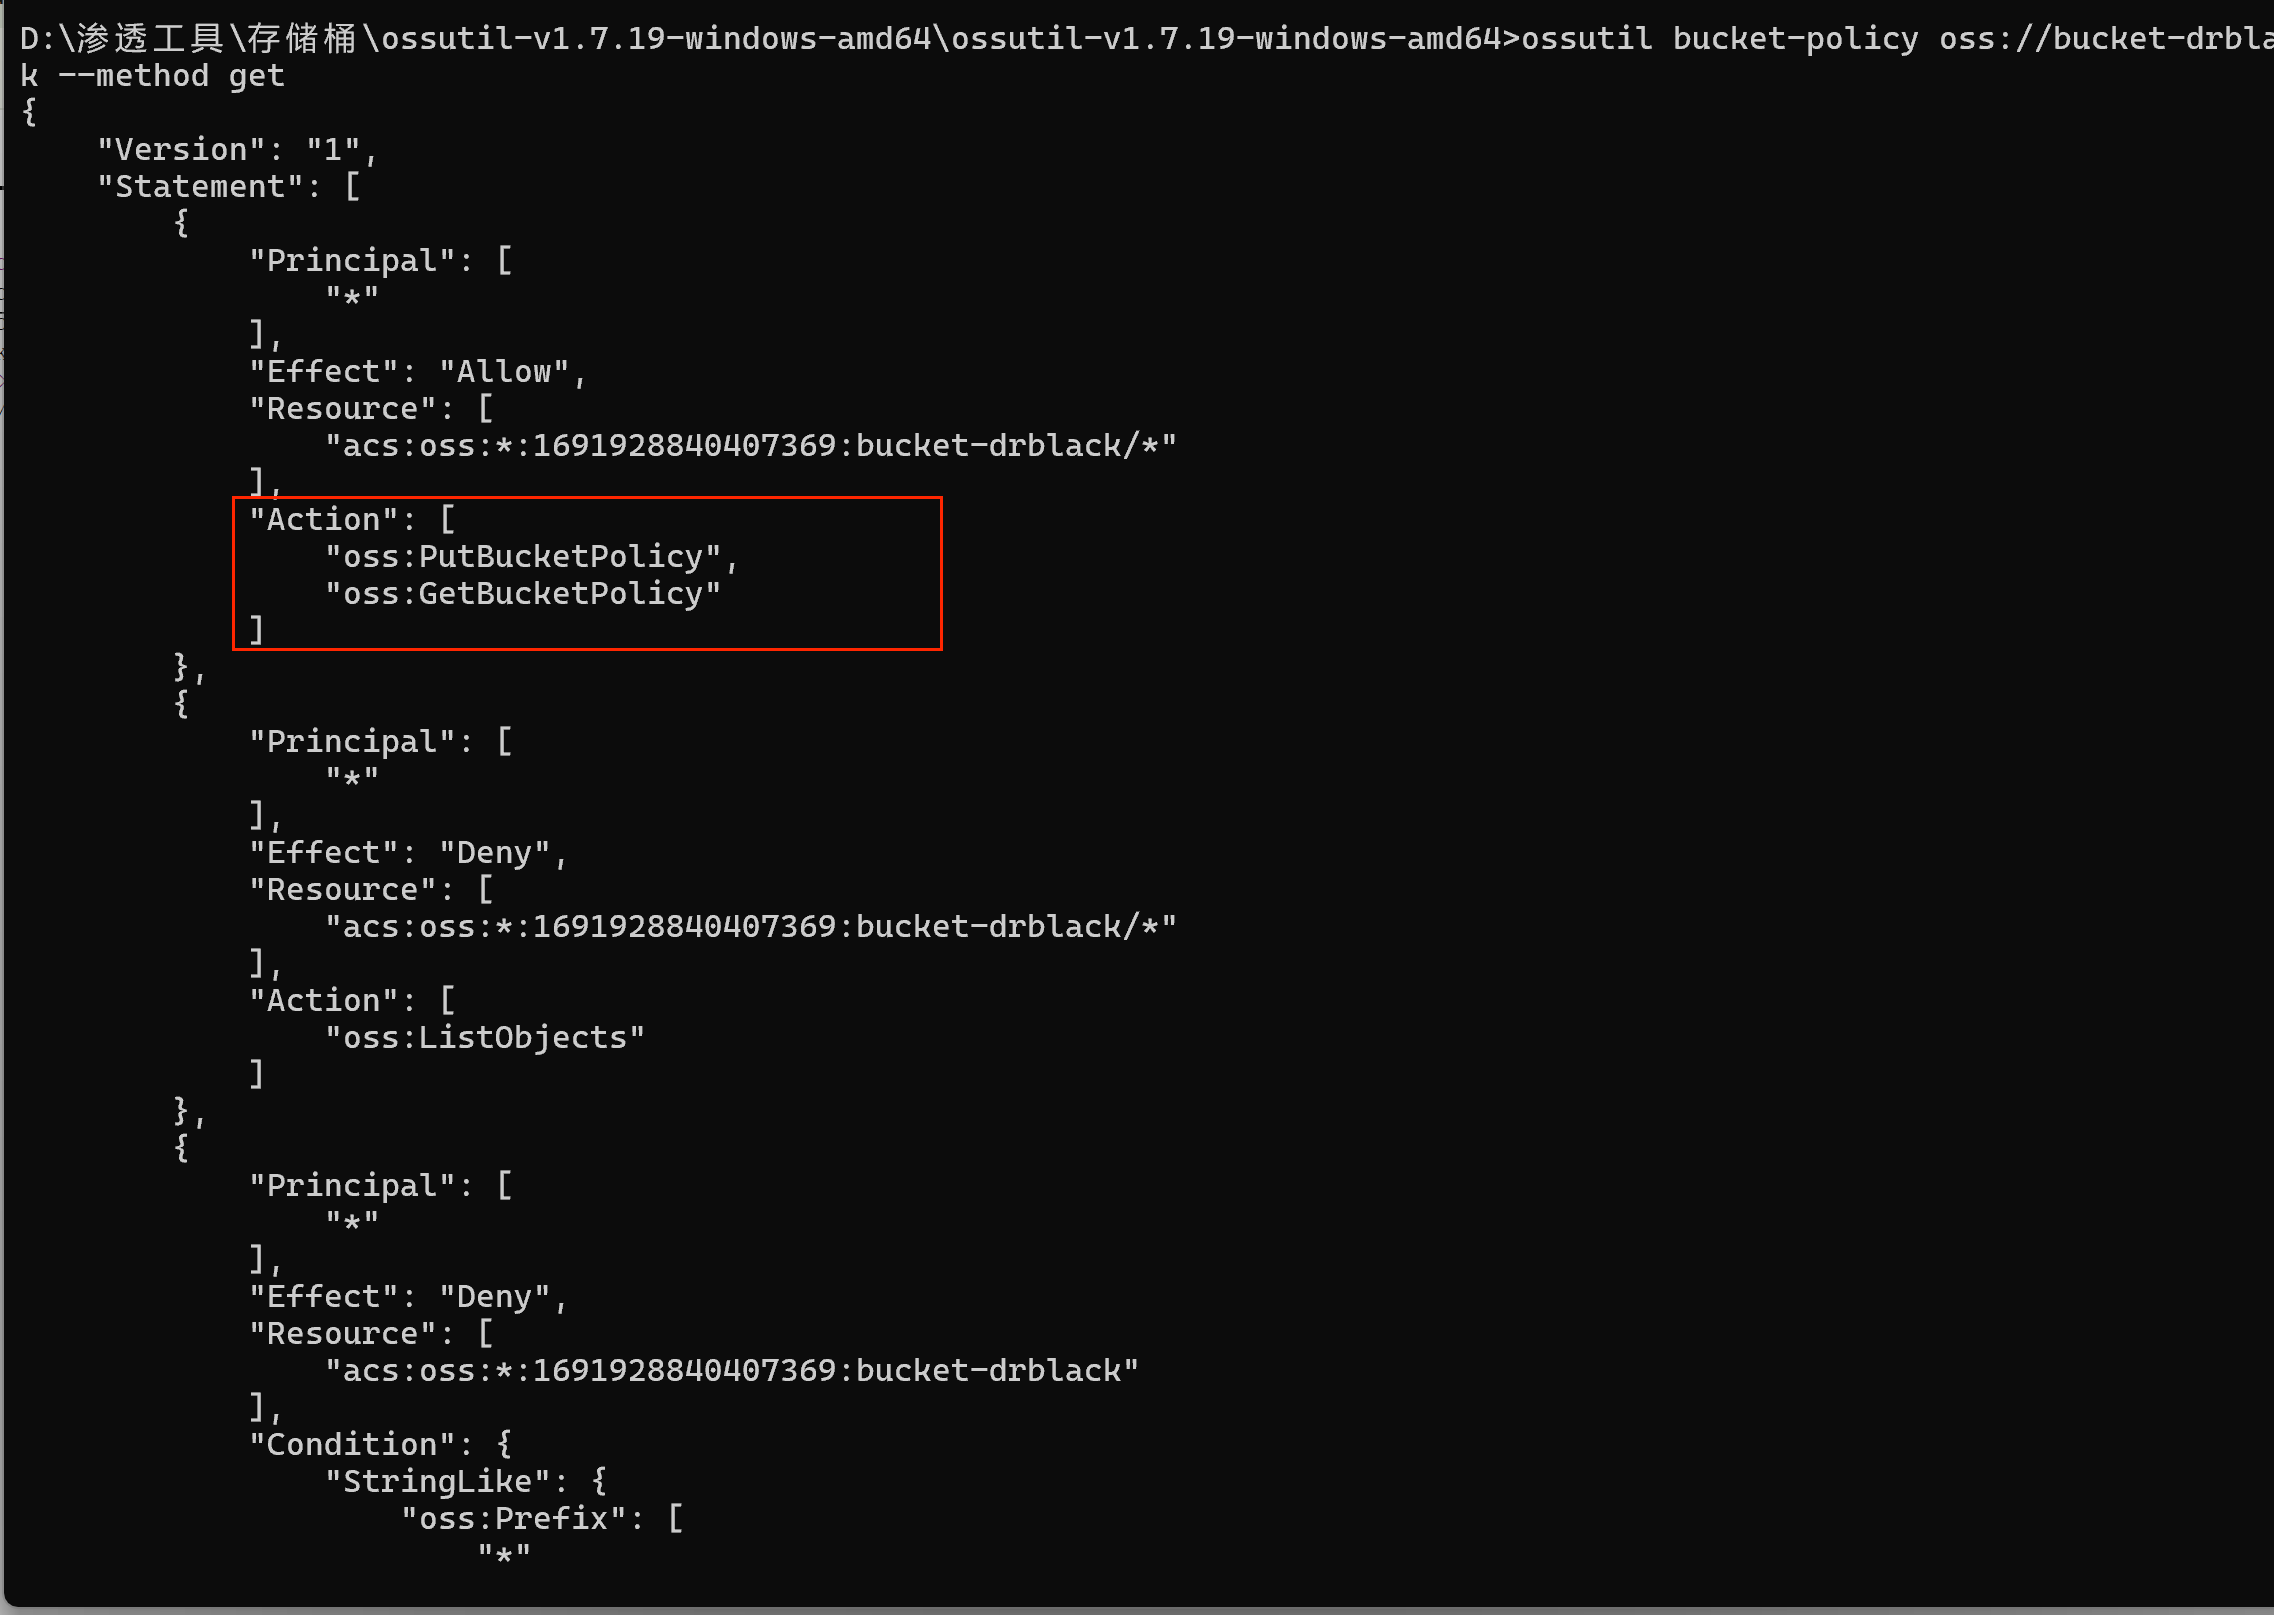 D:\渗透工具\存储桶\ossutil-v1.7.19-windows-amd64\ossutil-v1.7.19-windows-amd64>ossutil bucket-policy oss://bucket-drbla
k --method get
{
    "Version": "1",
    "Statement": [
        {
            "Principal": [
                "*"
            ],
            "Effect": "Allow",
            "Resource": [
                "acs:oss:*:1691928840407369:bucket-drblack/*"
            ],
            "Action": [
                "oss:PutBucketPolicy",
                "oss:GetBucketPolicy"
            ]
        },
        {
            "Principal": [
                "*"
            ],
            "Effect": "Deny",
            "Resource": [
                "acs:oss:*:1691928840407369:bucket-drblack/*"
            ],
            "Action": [
                "oss:ListObjects"
            ]
        },
        {
            "Principal": [
                "*"
            ],
            "Effect": "Deny",
            "Resource": [
                "acs:oss:*:1691928840407369:bucket-drblack"
            ],
            "Condition": {
                "StringLike": {
                    "oss:Prefix": [
                        "*"